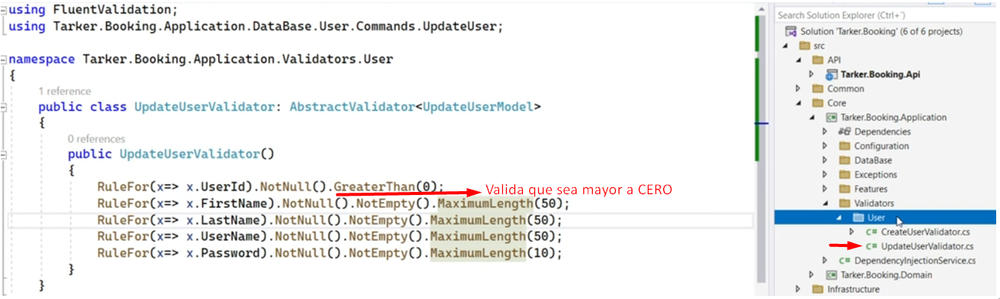 using FluentValidation;
using Tarker.Booking.Application.DataBase.User.Commands.UpdateUser;
namespace Tarker.Booking.Application.Validators.User
{
1 reference
public class UpdateUserValidator: AbstractValidator<UpdateUserModel>
{
0 references
public UpdateUserValidator()
{
RuleFor(x=> x.UserId).NotNull().GreaterThan(0);
Valida que sea mayor a CERO
RuleFor(x=> x.FirstName).NotNull().NotEmpty().MaximumLength(50);
RuleFor(x=> x.LastName).NotNull().NotEmpty().MaximumLength(50);
RuleFor(x=> x.UserName).NotNull().NotEmpty().MaximumLength(50);
RuleFor(x=> x.Password).NotNull().NotEmpty().MaximumLength(10);
}
}
Search Solution Explorer (Ctrl+´)
Solution 'Tarker.Booking' (6 of 6 projects)
src
API
Tarker.Booking.Api
Common
Core
Tarker.Booking.Application
Dependencies
Configuration
DataBase
Exceptions
Features
Validators
User
C# CreateUserValidator.cs
C# UpdateUserValidator.cs
C# DependencyInjectionService.cs
Tarker.Booking.Domain
Infrastructure